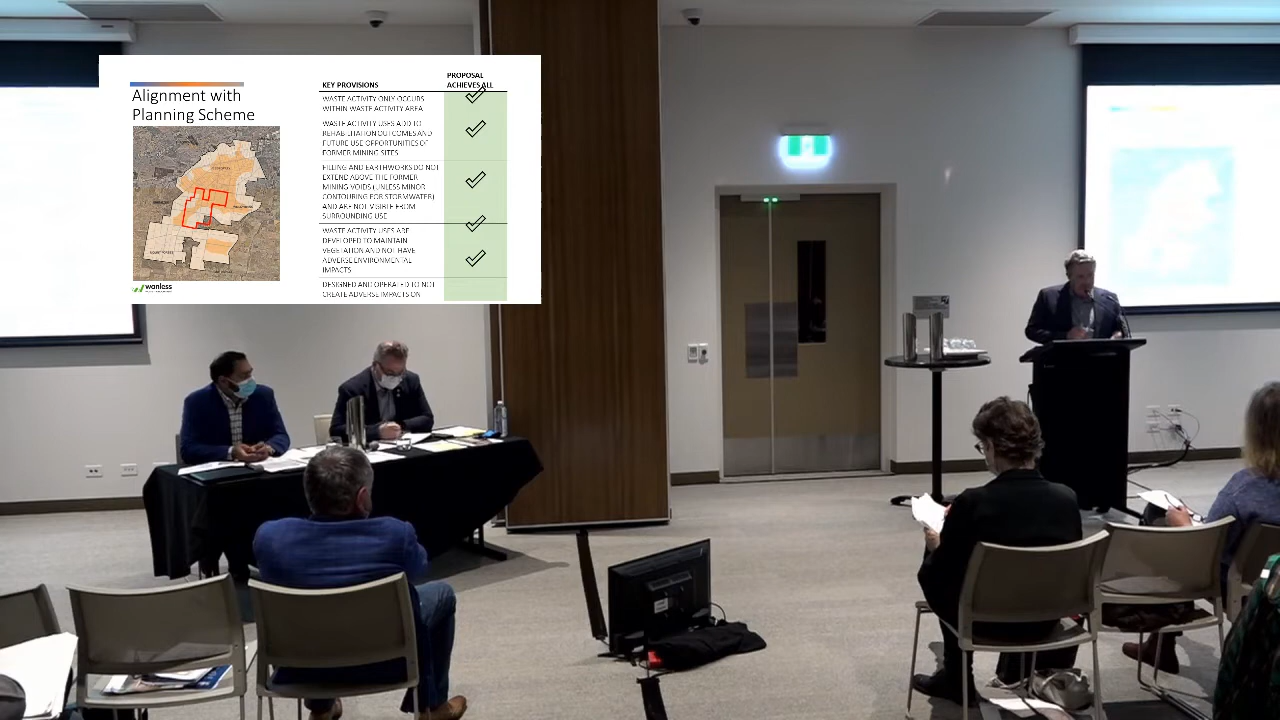 Alignment with
Planning Scheme
wanless
KEY PROVISIONS
PROPOSAL
ACHIEVES ALL
WASTE ACTIVITY ONLY OCCURS
WITHIN WASTE ACTIVITY AREA
WASTE ACTIVITY USES ADD TO
REHABILITATION OUTCOMES AND
FUTURE USE OPPORTUNITIES OF
FORMER MINING SITES
FILLING AND EARTHWORKS DO NOT
EXTEND ABOVE THE FORMER
MINING VOIDS (UNLESS MINOR
CONTOURING FOR STORMWATER)
AND ARE NOT VISIBLE FROM
SURROUNDING USE
WASTE ACTIVITY USES ARE
DEVELOPED TO MAINTAIN
VEGETATION AND NOT HAVE
ADVERSE ENVIRONMENTAL
IMPACTS
DESIGNED AND OPERATED TO NOT
CREATE ADVERSE IMPACTS ON